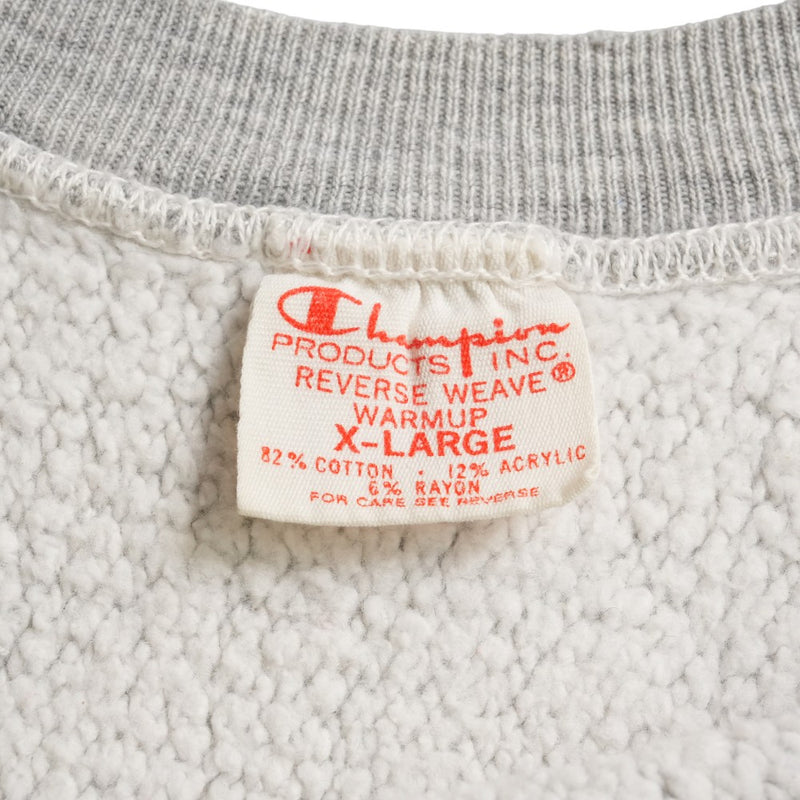 Champion
PRODUCTS INC.
REVERSE WEAVE®
WARMUP
X-LARGE
82% COTTON · 12% ACRYLIC
6% RAYON
FOR CARE SEE REVERSE